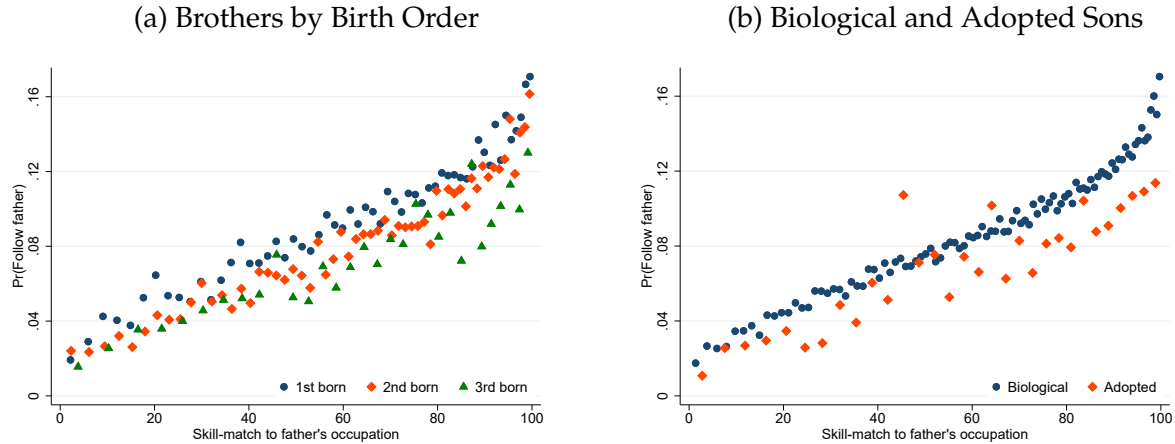 (a) Brothers by Birth Order
Pr(Follow father)
.16
.12
.08
.04
0
1st born
2nd born
3rd born
0 20 40 60 80 100
Skill-match to father's occupation
(b) Biological and Adopted Sons
Pr(Follow father)
.16
.12
.08
.04
0
Biological
Adopted
0 20 40 60 80 100
Skill-match to father's occupation